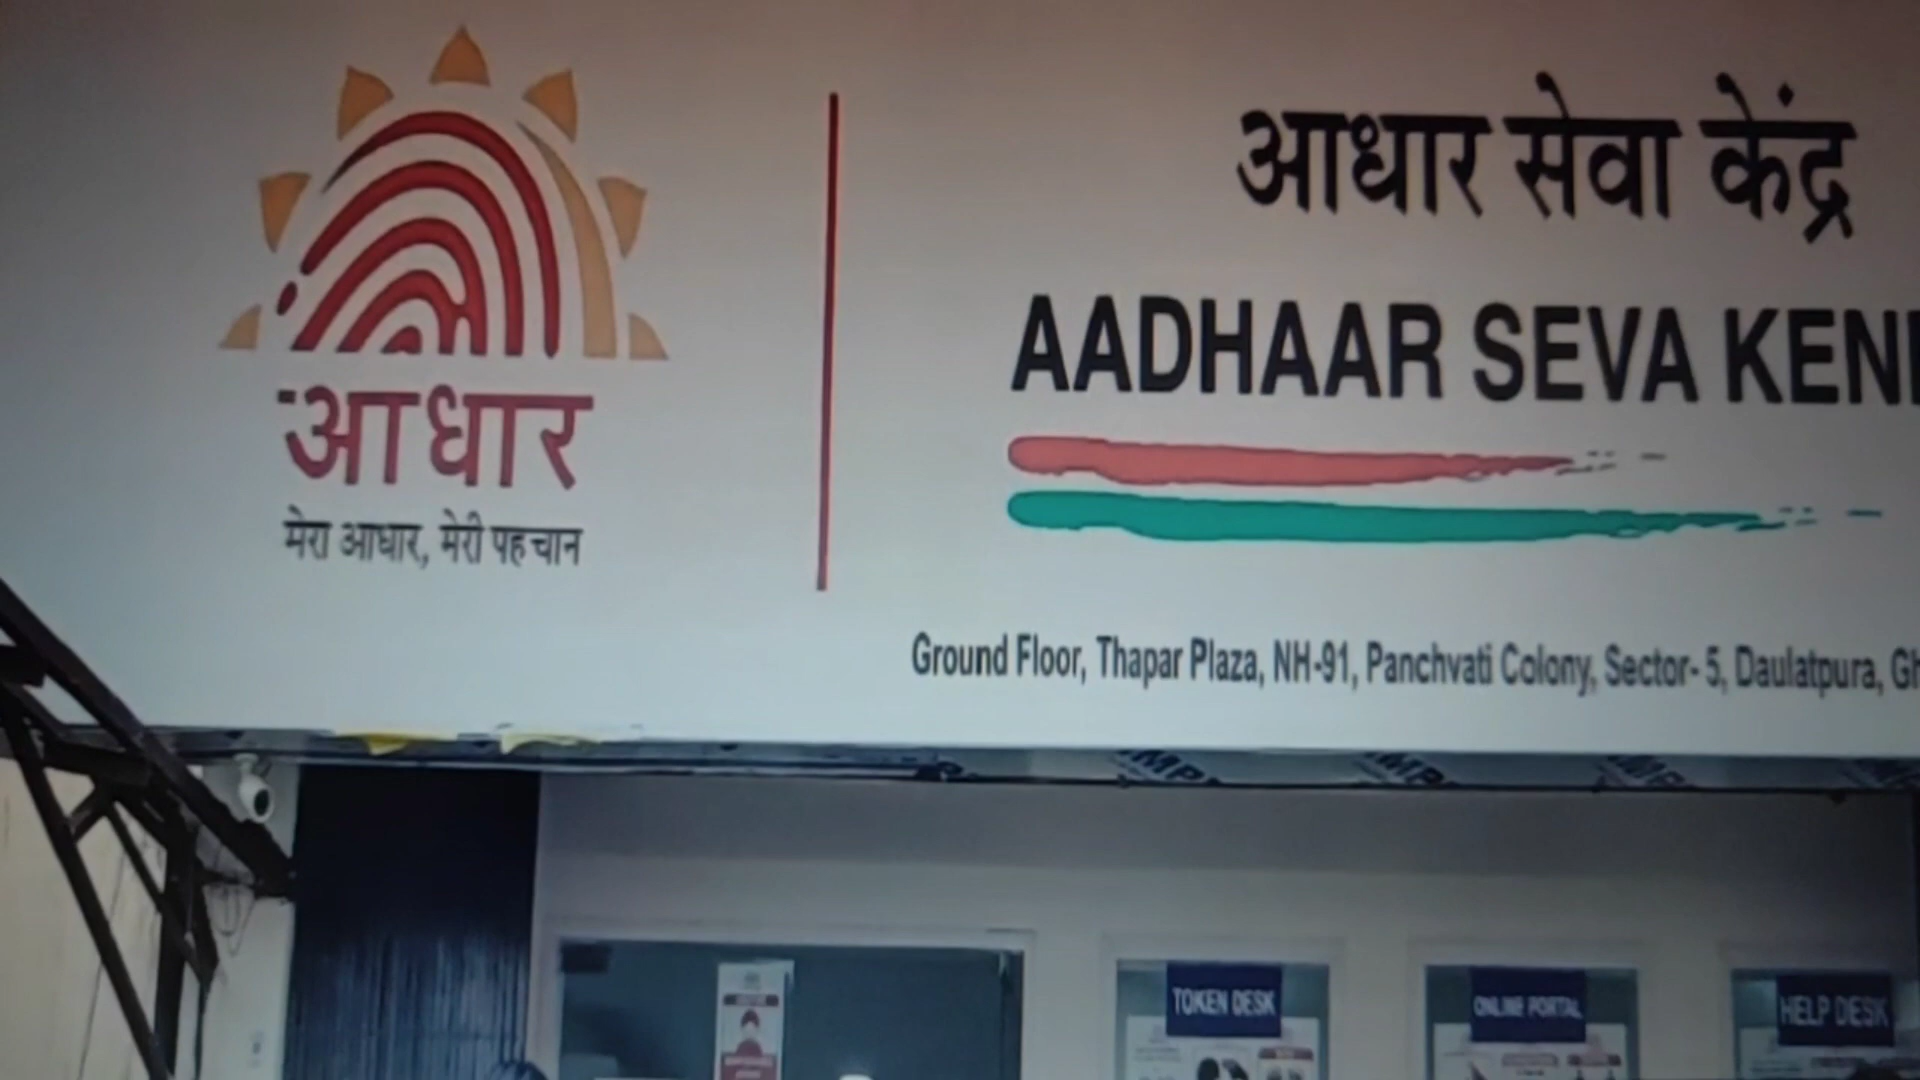 आधार
मेरा आधार, मेरी पहचान
आधार सेवा केंद्र
AADHAAR SEVA KEN
Ground Floor, Thapar Plaza, NH-91, Panchvati Colony, Sector- 5, Daulatpura, Gh
TOKEN DESK
ONLINE PORTAL
HELP DESK